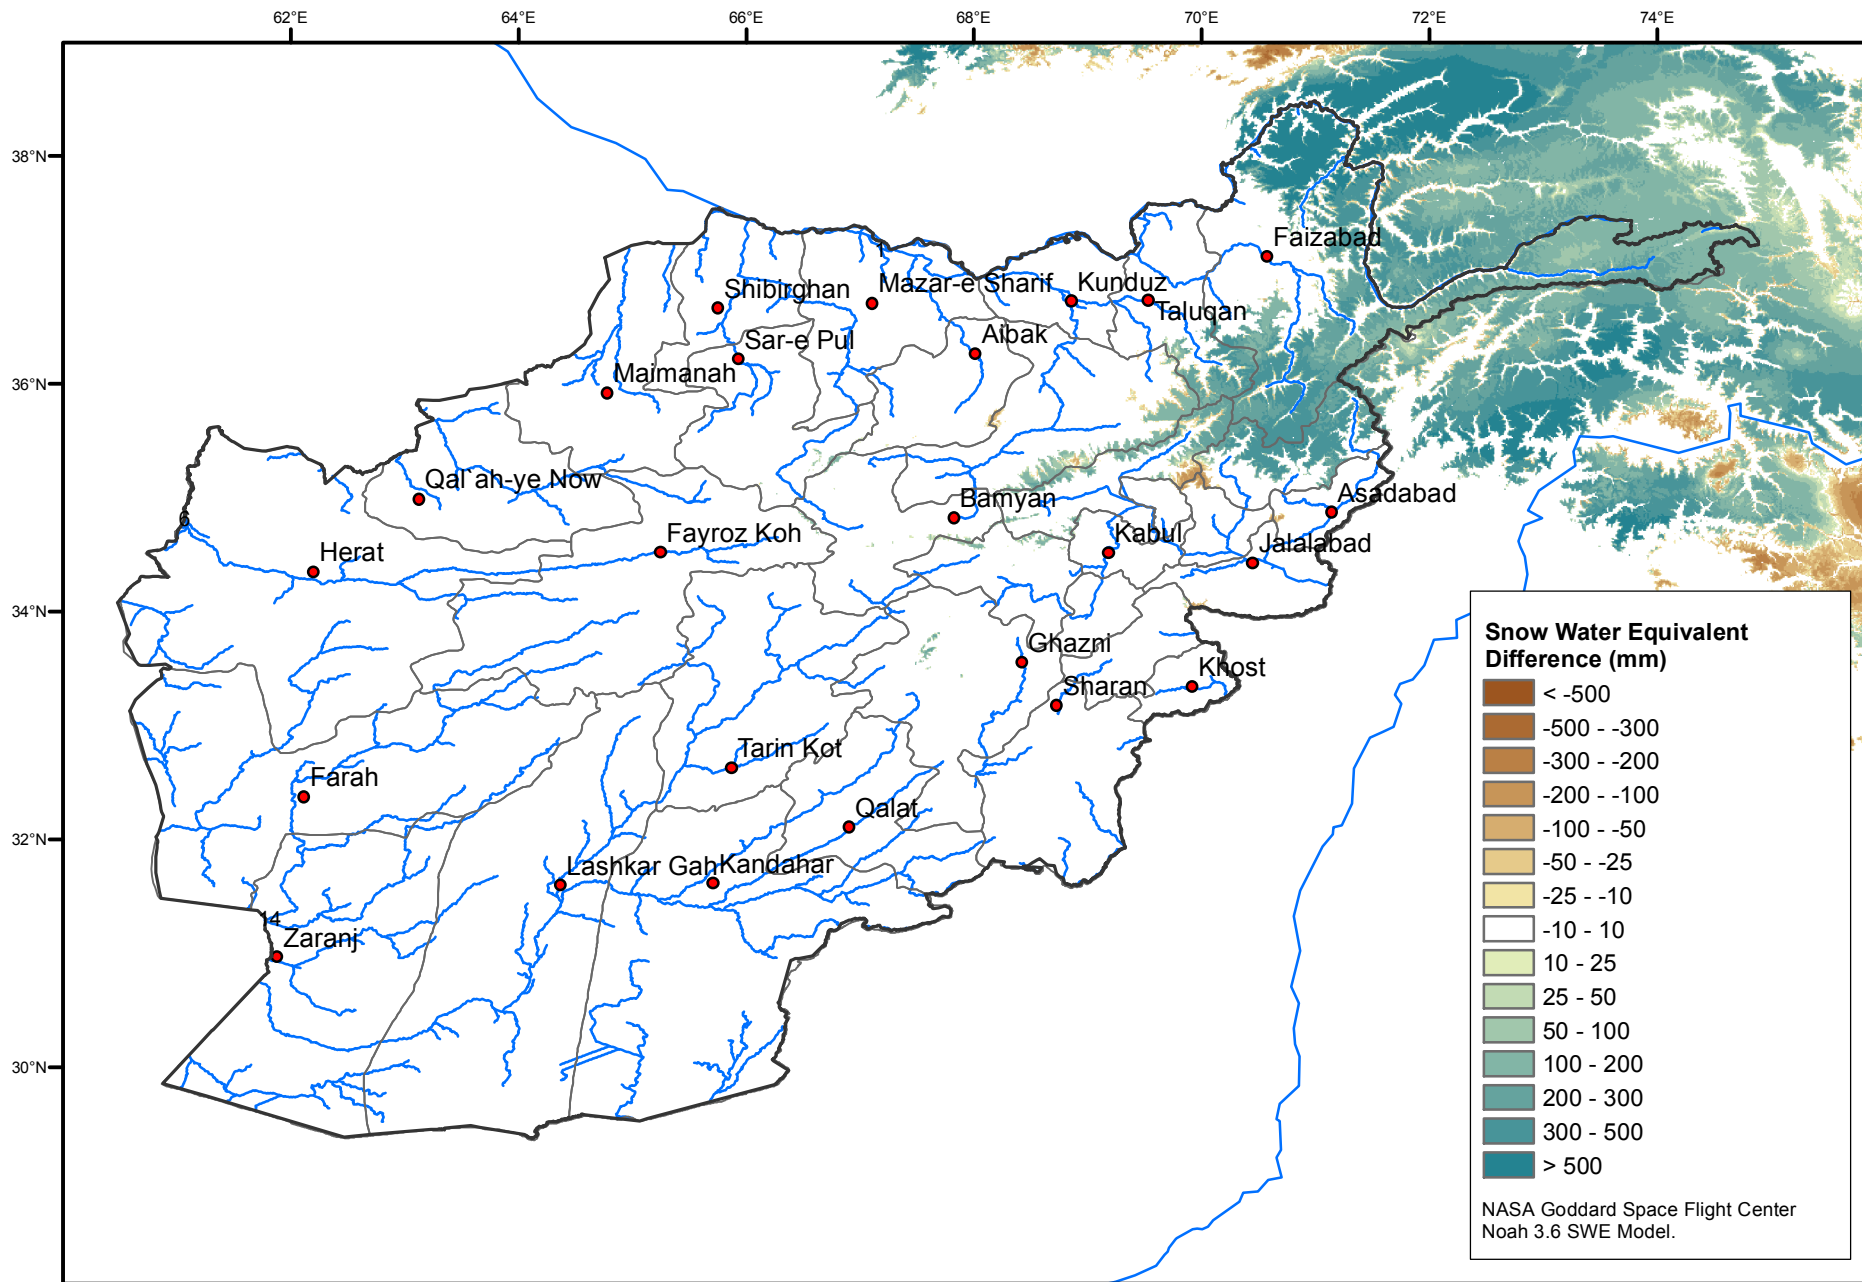 62°E 64°E 66°E 68°E 70°E 72°E 74°E
38°N
36°N
34°N
32°N
30°N
Faizabad
Shibirghan
Mazar-e Sharif
Kunduz
Taluqan
Sar-e Pul
Aibak
Maimanah
Qal ah-ye Now
Bamyan
Asadabad
6
Herat
Fayroz Koh
Kabul
Jalalabad
Ghazni
Khost
Sharan
Tarin Kot
Farah
Qalat
Lashkar Gah
Kandahar
14
Zaranj
Snow Water Equivalent
Difference (mm)
< -500
-500 - -300
-300 - -200
-200 - -100
-100 - -50
-50 - -25
-25 - -10
-10 - 10
10 - 25
25 - 50
50 - 100
100 - 200
200 - 300
300 - 500
> 500
NASA Goddard Space Flight Center
Noah 3.6 SWE Model.